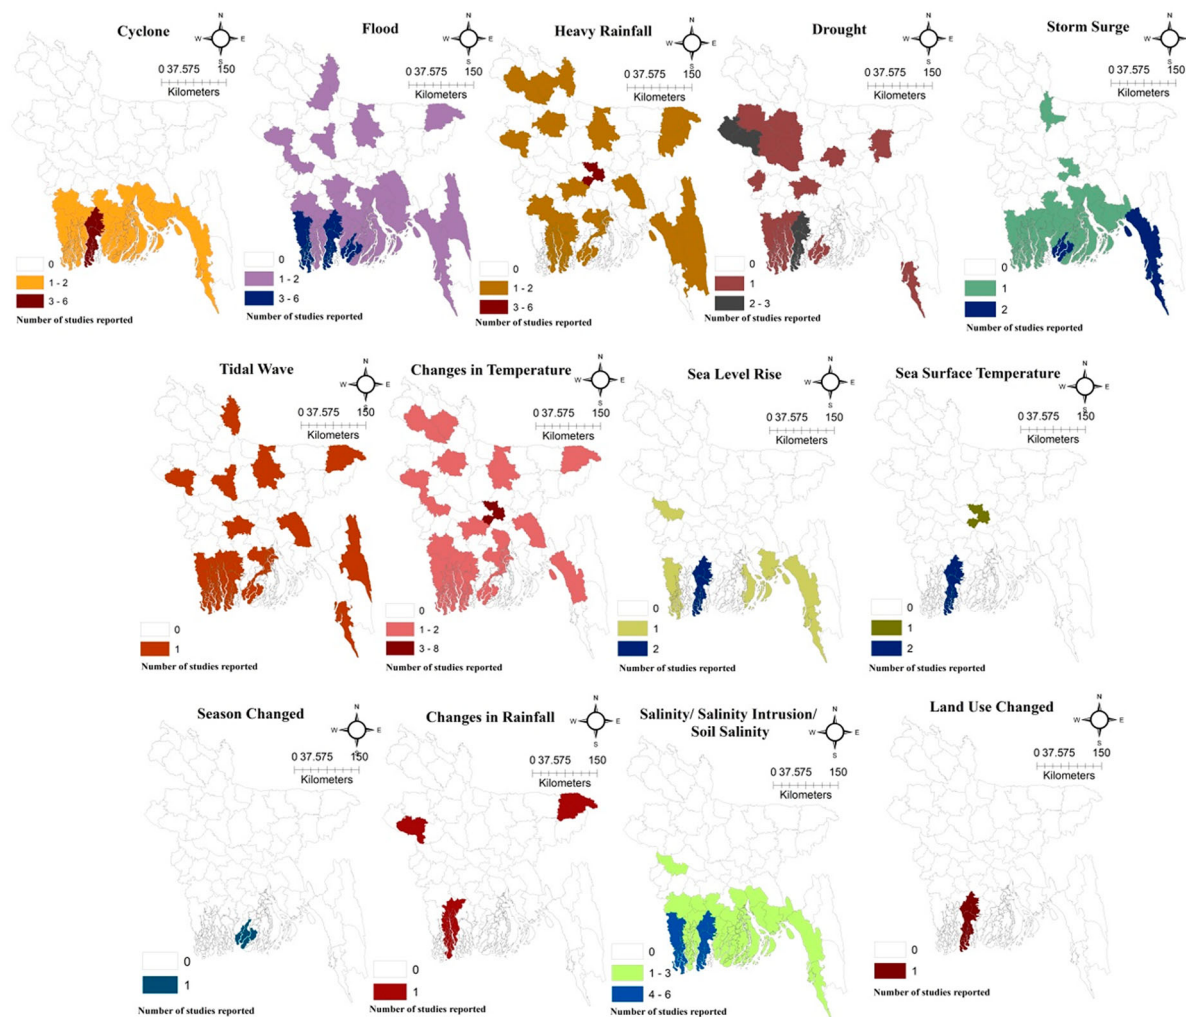 Cyclone
N
W E
S
0 37.575 150
Kilometers
0
1 - 2
3 - 6
Number of studies reported
Flood
N
W E
S
0 37.575 150
Kilometers
0
1 - 2
3 - 6
Number of studies reported
Heavy Rainfall
N
W E
S
0 37.575 150
Kilometers
0
1 - 2
3 - 6
Number of studies reported
Drought
N
W E
S
0 37.575 150
Kilometers
0
1
2 - 3
Number of studies reported
Storm Surge
N
W E
S
0 37.575 150
Kilometers
0
1
2
Number of studies reported
Tidal Wave
N
W E
S
0 37.575 150
Kilometers
0
1
Number of studies reported
Changes in Temperature
N
W E
S
0 37.575 150
Kilometers
0
1 - 2
3 - 8
Number of studies reported
Sea Level Rise
N
W E
S
0 37.575 150
Kilometers
0
1
2
Number of studies reported
Sea Surface Temperature
N
W E
S
0 37.575 150
Kilometers
0
1
2
Number of studies reported
Season Changed
N
W E
S
0 37.575 150
Kilometers
0
1
Number of studies reported
Changes in Rainfall
N
W E
S
0 37.575 150
Kilometers
0
1
Number of studies reported
Salinity/ Salinity Intrusion/
Soil Salinity
N
W E
S
0 37.575 150
Kilometers
0
1 - 3
4 - 6
Number of studies reported
Land Use Changed
N
W E
S
0 37.575 150
Kilometers
0
1
Number of studies reported